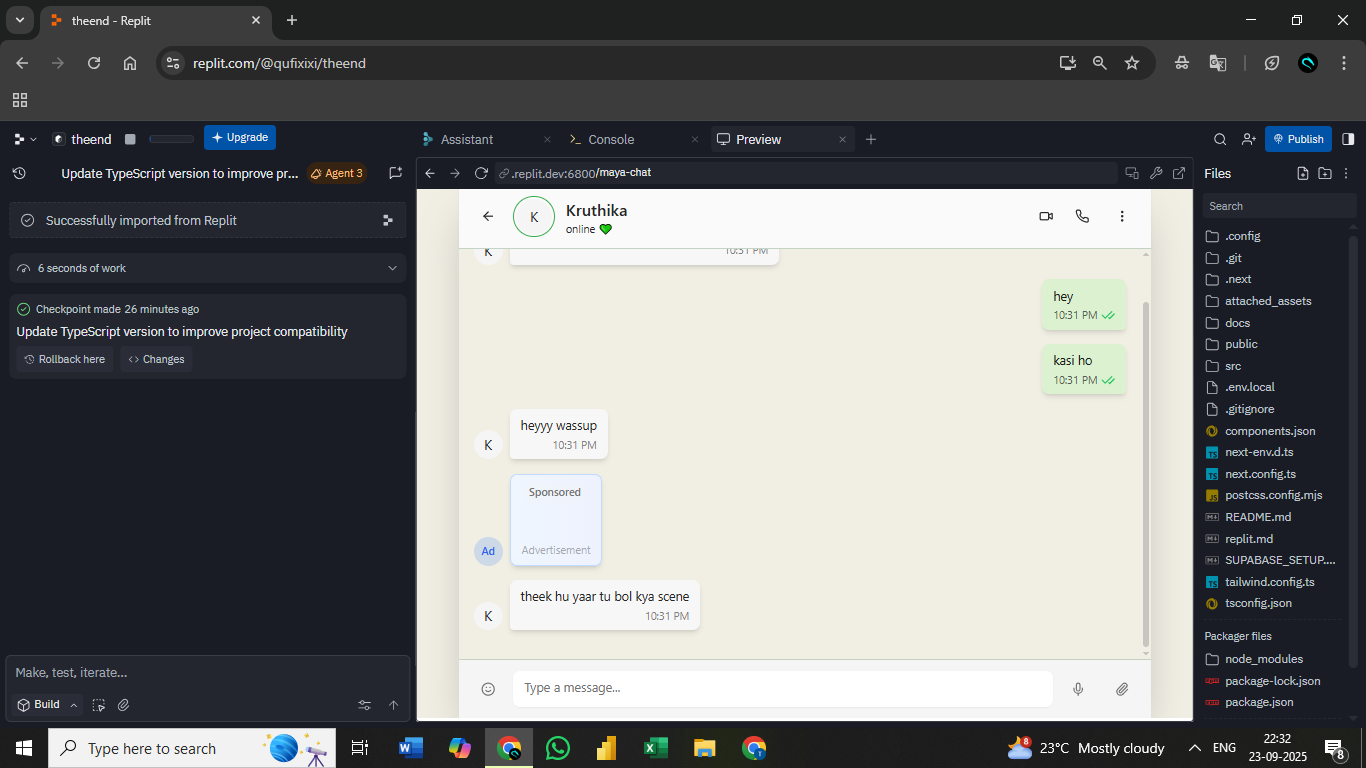 theend - Replit
replit.com/@qufixixi/theend
theend
Upgrade
Assistant
Console
Preview
Publish
Update TypeScript version to improve pr...
Agent 3
.replit.dev:6800/maya-chat
Files
Successfully imported from Replit
6 seconds of work
Checkpoint made 26 minutes ago
Update TypeScript version to improve project compatibility
Rollback here
Changes
Make, test, iterate...
Build
K
Kruthika
online
K
10:31 PM
hey
10:31 PM
kasi ho
10:31 PM
heyyy wassup
10:31 PM
K
Sponsored
Advertisement
Ad
theek hu yaar tu bol kya scene
10:31 PM
K
Type a message...
Search
.config
.git
.next
attached_assets
docs
public
src
.env.local
.gitignore
components.json
next-env.d.ts
next.config.ts
postcss.config.mjs
README.md
replit.md
SUPABASE_SETUP....
tailwind.config.ts
tsconfig.json
Packager files
node_modules
package-lock.json
package.json
Type here to search
23°C Mostly cloudy
ENG
22:32
23-09-2025
8